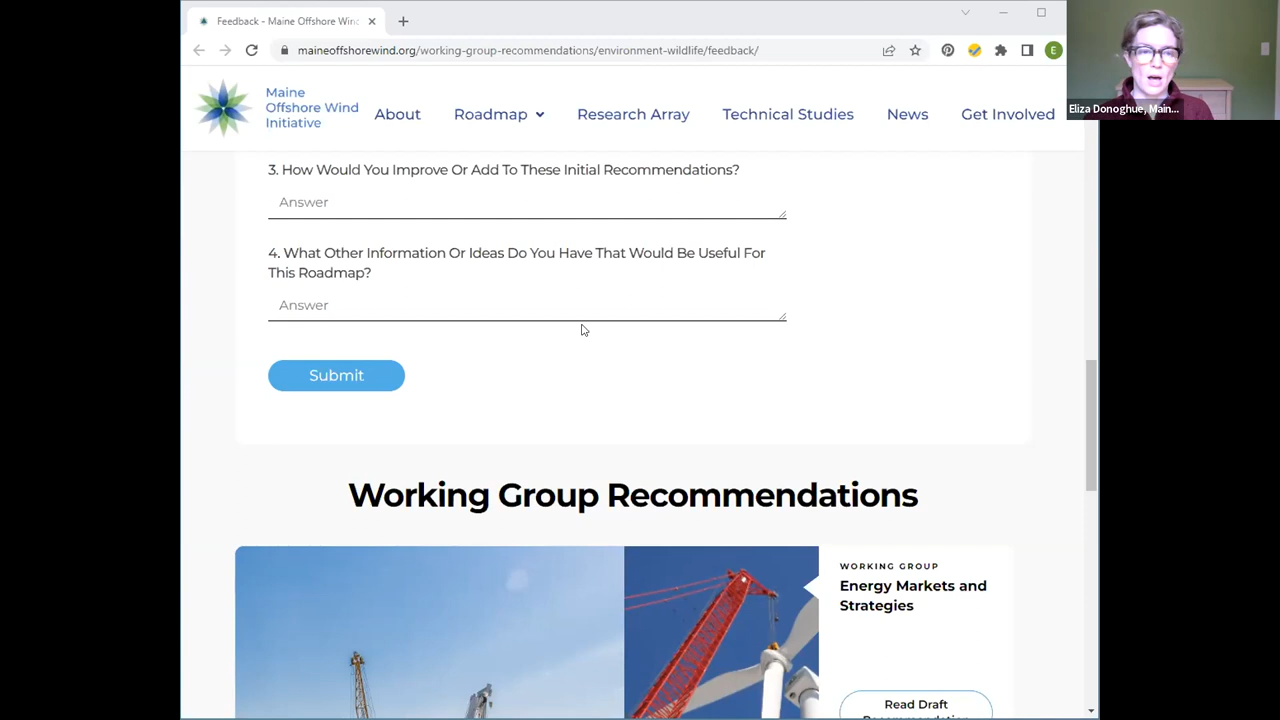 Feedback - Maine Offshore Winc
maineoffshorewind.org/working-group-recommendations/environment-wildlife/feedback/
E
Eliza Donoghue, Main...
Maine
Offshore Wind
Initiative
About
Roadmap
Research Array
Technical Studies
News
Get Involved
3. How Would You Improve Or Add To These Initial Recommendations?
Answer
4. What Other Information Or Ideas Do You Have That Would Be Useful For
This Roadmap?
Answer
Submit
Working Group Recommendations
WORKING GROUP
Energy Markets and
Strategies
Read Draft